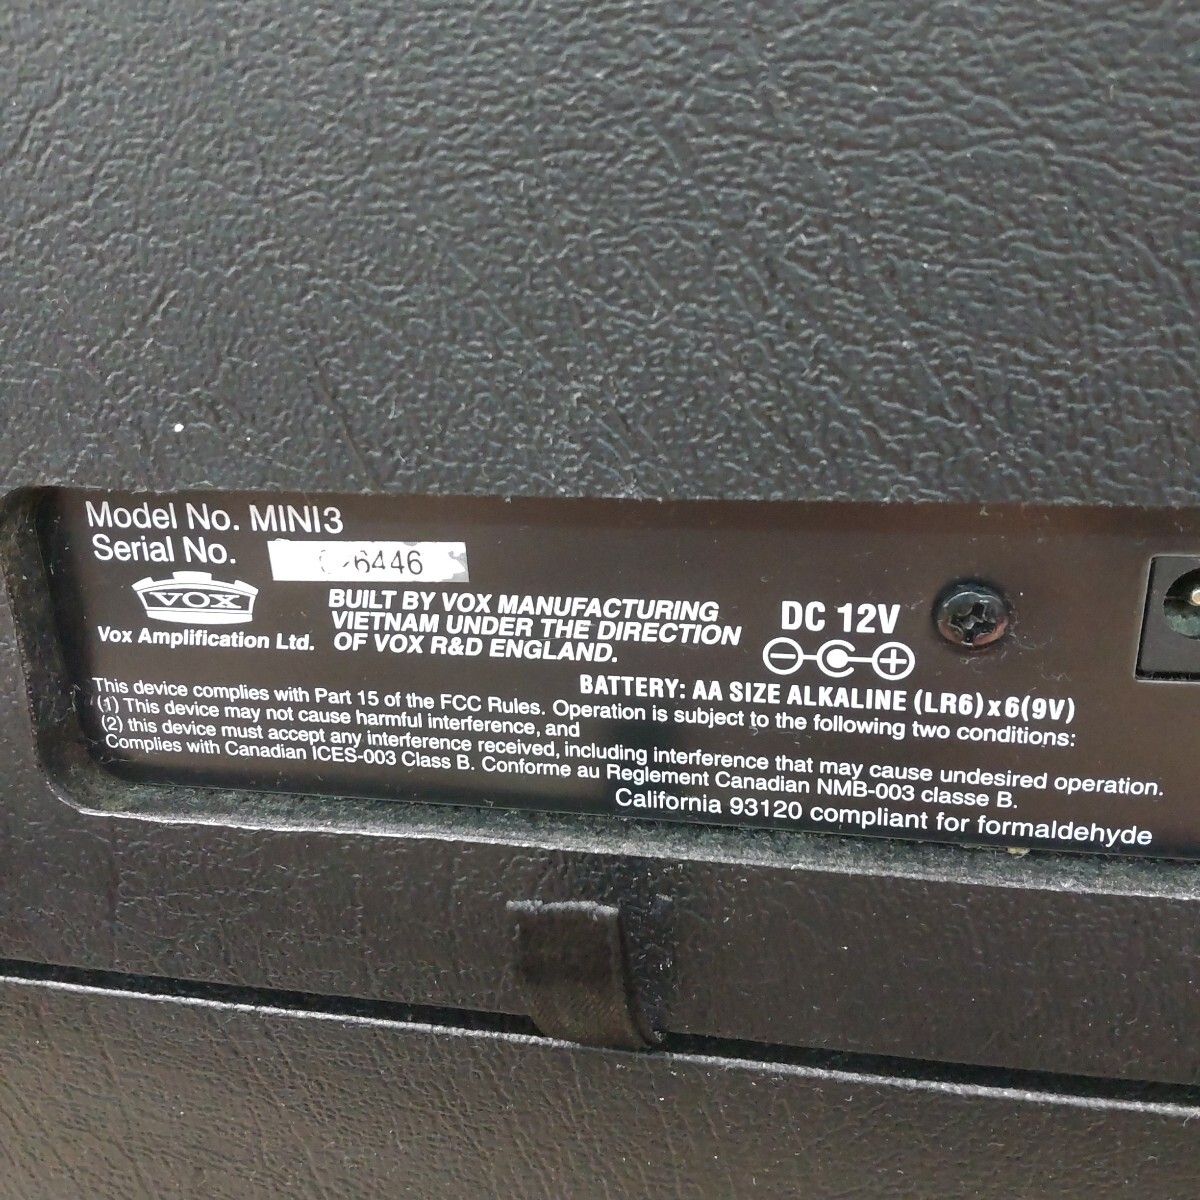 Model No. MINI3
Serial No. 6446
VOX
Vox Amplification Ltd.
BUILT BY VOX MANUFACTURING
VIETNAM UNDER THE DIRECTION
OF VOX R&D ENGLAND.
DC 12V
BATTERY: AA SIZE ALKALINE (LR6)x6(9V)
This device complies with Part 15 of the FCC Rules. Operation is subject to the following two conditions:
(1) This device may not cause harmful interference, and
(2) this device must accept any interference received, including interference that may cause undesired operation.
Complies with Canadian ICES-003 Class B. Conforme au Reglement Canadian NMB-003 classe B.
California 93120 compliant for formaldehyde